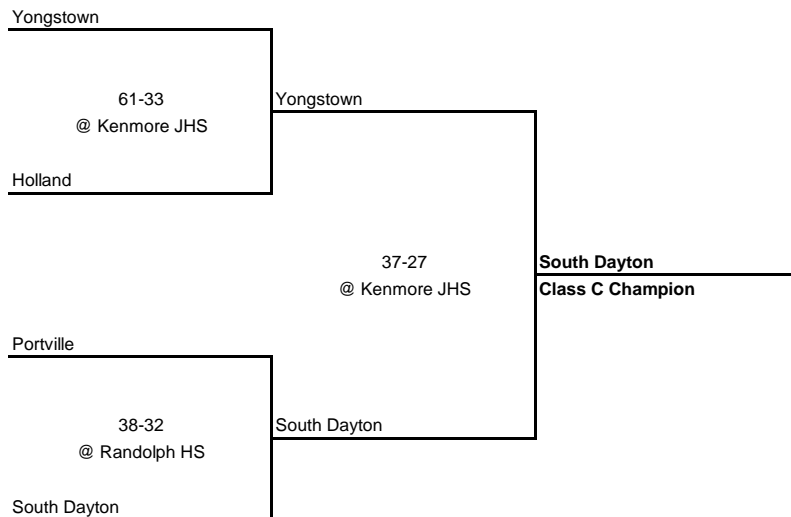 Yongstown
61-33
@ Kenmore JHS
Yongstown
Holland
37-27
@ Kenmore JHS
South Dayton
Class C Champion
Portville
38-32
@ Randolph HS
South Dayton
South Dayton